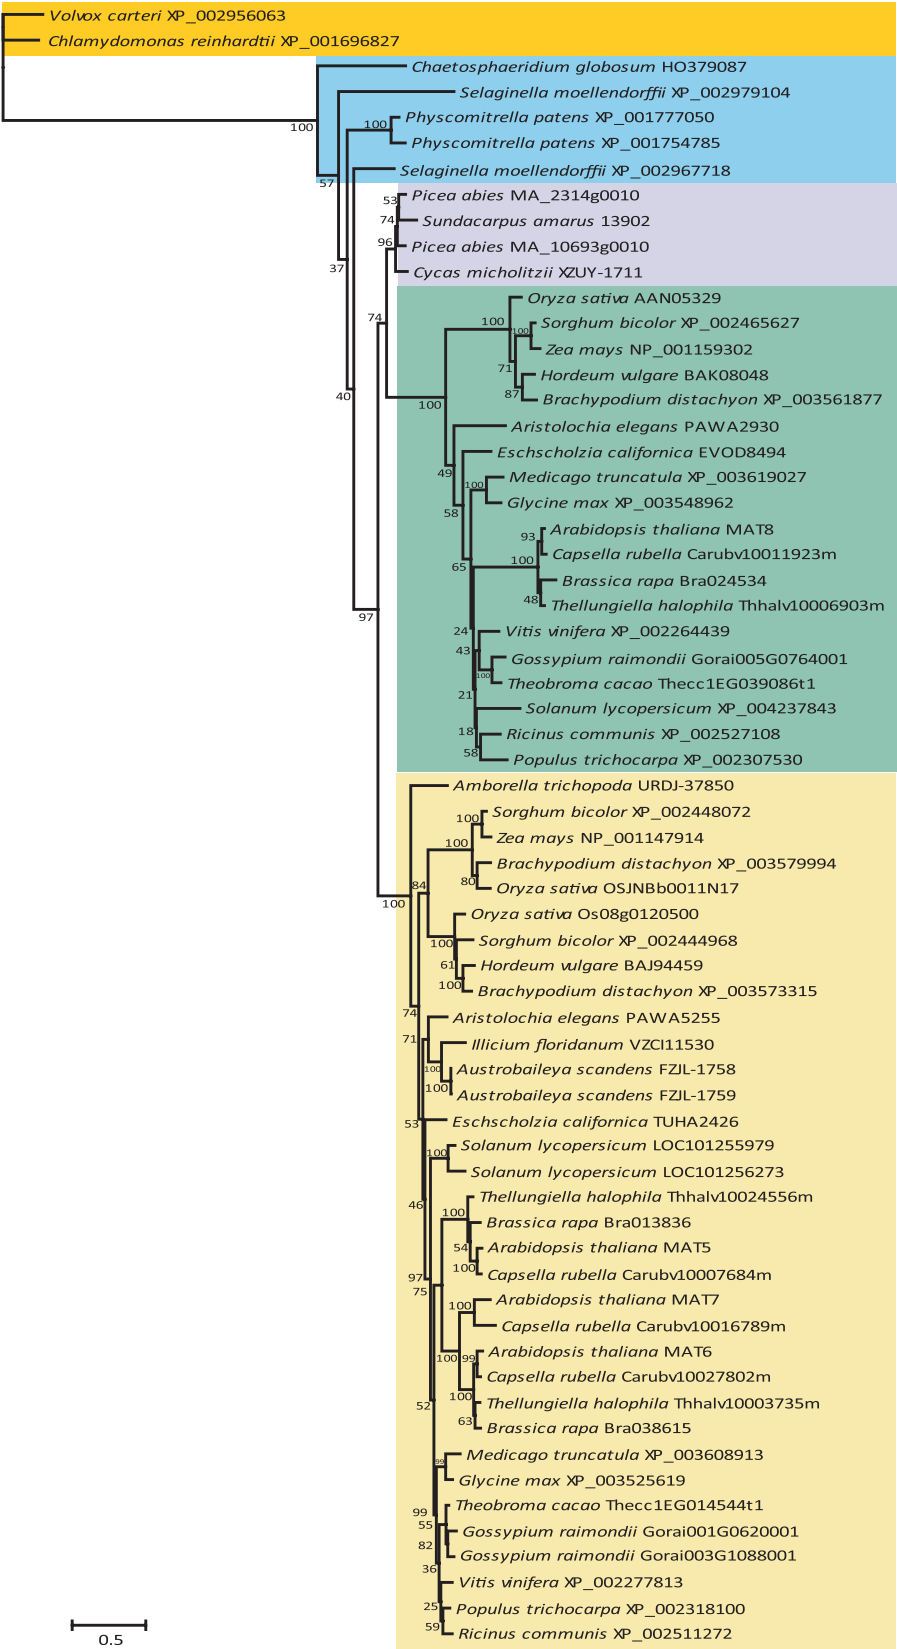 Volvox carteri XP_002956063
Chlamydomonas reinhardtii XP_001696827
Chaetosphaeridium globosum HO379087
Selaginella moellendorffii XP_002979104
100
Physcomitrella patens XP_001777050
100
Physcomitrella patens XP_001754785
Selaginella moellendorffii XP_002967718
57
Picea abies MA_2314g0010
53
Sundacarpus amarus 13902
74
Picea abies MA_10693g0010
96
Cycas micholitzii XZUY-1711
37
Oryza sativa AAN05329
74
100
Sorghum bicolor XP_002465627
100
Zea mays NP_001159302
71
Hordeum vulgare BAK08048
87
40
Brachypodium distachyon XP_003561877
100
Aristolochia elegans PAWA2930
Eschscholzia californica EVOD8494
49
Medicago truncatula XP_003619027
100
Glycine max XP_003548962
58
Arabidopsis thaliana MAT8
93
Capsella rubella Carubv10011923m
100
65
Brassica rapa Bra024534
48
Thellungiella halophila Thhalv10006903m
97
24
Vitis vinifera XP_002264439
43
Gossypium raimondii Gorai005G0764001
100
Theobroma cacao Thecc1EG039086t1
21
Solanum lycopersicum XP_004237843
18
Ricinus communis XP_002527108
58
Populus trichocarpa XP_002307530
Amborella trichopoda URDJ-37850
Sorghum bicolor XP_002448072
100
Zea mays NP_001147914
100
Brachypodium distachyon XP_003579994
80
84
Oryza sativa OSJNBb0011N17
100
Oryza sativa Os08g0120500
100
Sorghum bicolor XP_002444968
61
Hordeum vulgare BAJ94459
100
Brachypodium distachyon XP_003573315
74
Aristolochia elegans PAWA5255
71
Illicium floridanum VZCI11530
100
Austrobaileya scandens FZJL-1758
100
Austrobaileya scandens FZJL-1759
53
Eschscholzia californica TUHA2426
Solanum lycopersicum LOC101255979
100
Solanum lycopersicum LOC101256273
46
Thellungiella halophila Thhalv10024556m
100
Brassica rapa Bra013836
54
Arabidopsis thaliana MAT5
100
97
Capsella rubella Carubv10007684m
75
Arabidopsis thaliana MAT7
100
Capsella rubella Carubv10016789m
100
99
Arabidopsis thaliana MAT6
Capsella rubella Carubv10027802m
100
52
Thellungiella halophila Thhalv10003735m
63
Brassica rapa Bra038615
Medicago truncatula XP_003608913
99
Glycine max XP_003525619
99
Theobroma cacao Thecc1EG014544t1
55
Gossypium raimondii Gorai001G0620001
82
Gossypium raimondii Gorai003G1088001
36
Vitis vinifera XP_002277813
25
Populus trichocarpa XP_002318100
59
Ricinus communis XP_002511272
0.5